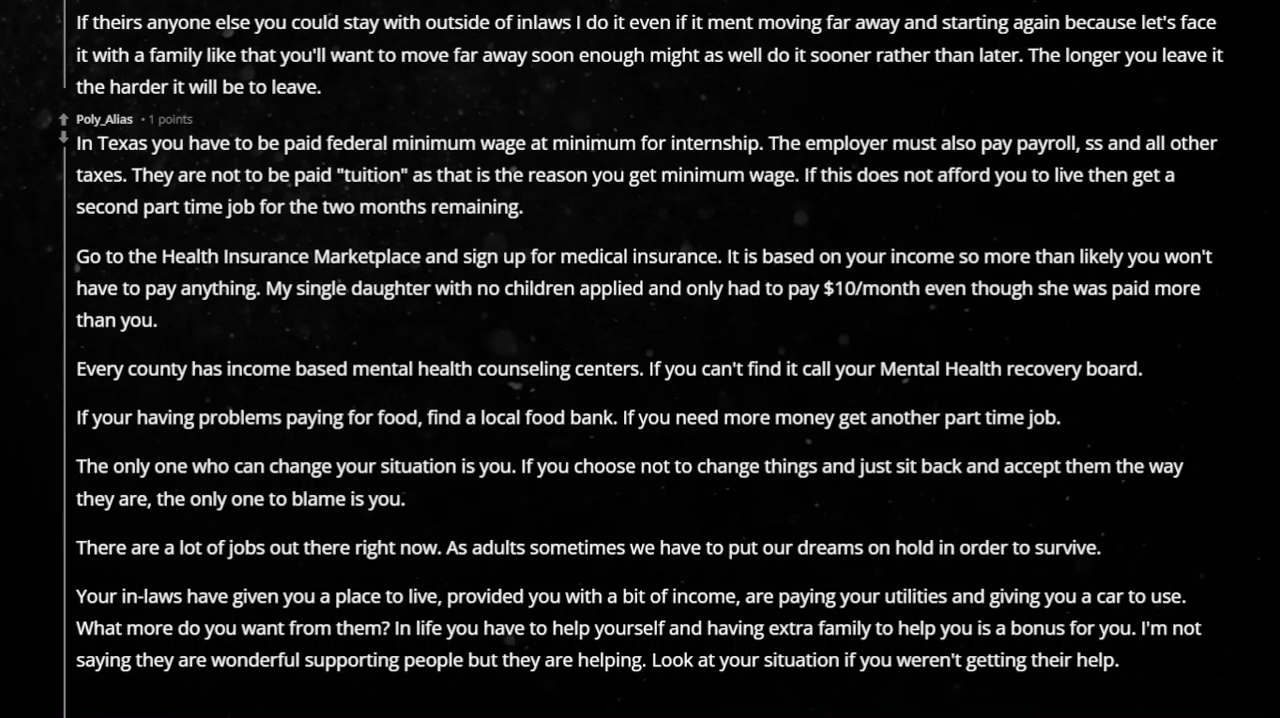 If theirs anyone else you could stay with outside of inlaws I do it even if it ment moving far away and starting again because let's face
it with a family like that you'll want to move far away soon enough might as well do it sooner rather than later. The longer you leave it
the harder it will be to leave.
Poly_Alias • 1 points
In Texas you have to be paid federal minimum wage at minimum for internship. The employer must also pay payroll, ss and all other
taxes. They are not to be paid "tuition" as that is the reason you get minimum wage. If this does not afford you to live then get a
second part time job for the two months remaining.
Go to the Health Insurance Marketplace and sign up for medical insurance. It is based on your income so more than likely you won't
have to pay anything. My single daughter with no children applied and only had to pay $10/month even though she was paid more
than you.
Every county has income based mental health counseling centers. If you can't find it call your Mental Health recovery board.
If your having problems paying for food, find a local food bank. If you need more money get another part time job.
The only one who can change your situation is you. If you choose not to change things and just sit back and accept them the way
they are, the only one to blame is you.
There are a lot of jobs out there right now. As adults sometimes we have to put our dreams on hold in order to survive.
Your in-laws have given you a place to live, provided you with a bit of income, are paying your utilities and giving you a car to use.
What more do you want from them? In life you have to help yourself and having extra family to help you is a bonus for you. I'm not
saying they are wonderful supporting people but they are helping. Look at your situation if you weren't getting their help.